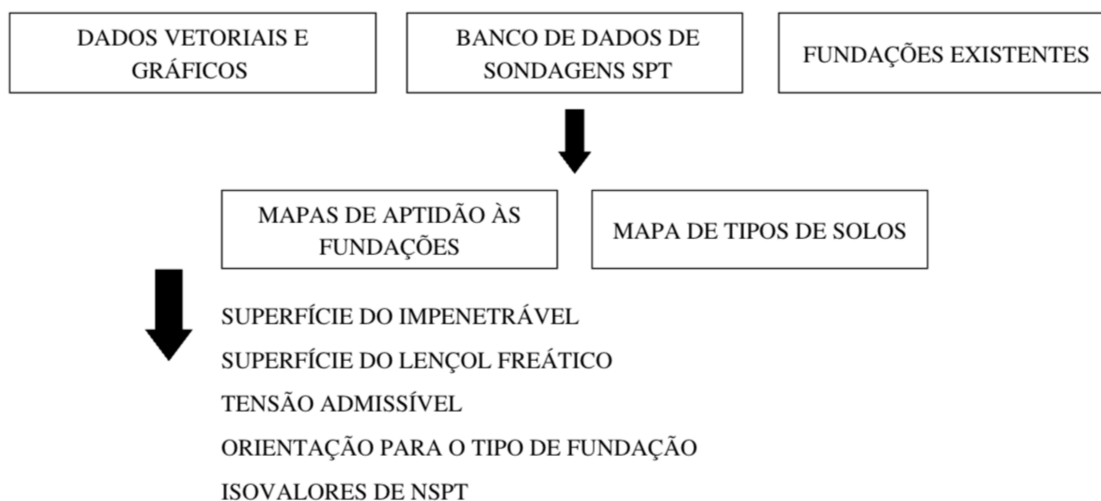 DADOS VETORIAIS E
GRÁFICOS
BANCO DE DADOS DE
SONDAGENS SPT
FUNDAÇÕES EXISTENTES
MAPAS DE APTIDÃO ÀS
FUNDAÇÕES
MAPA DE TIPOS DE SOLOS
SUPERFÍCIE DO IMPENETRÁVEL
SUPERFÍCIE DO LENÇOL FREÁTICO
TENSÃO ADMISSÍVEL
ORIENTAÇÃO PARA O TIPO DE FUNDAÇÃO
ISOVALORES DE NSPT